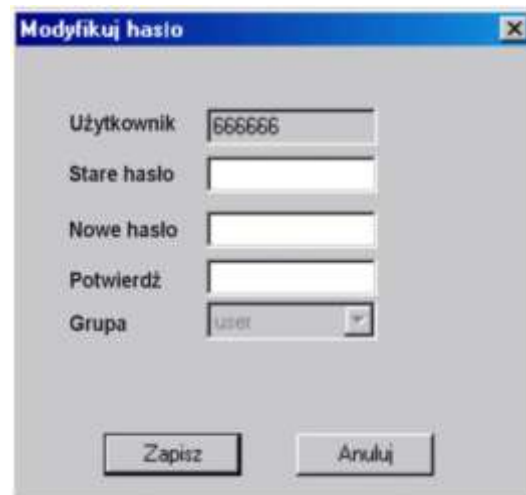 Modyfikuj hasło
Użytkownik 666666
Stare hasło
Nowe hasło
Potwierdź
Grupa user
Zapisz Anuluj